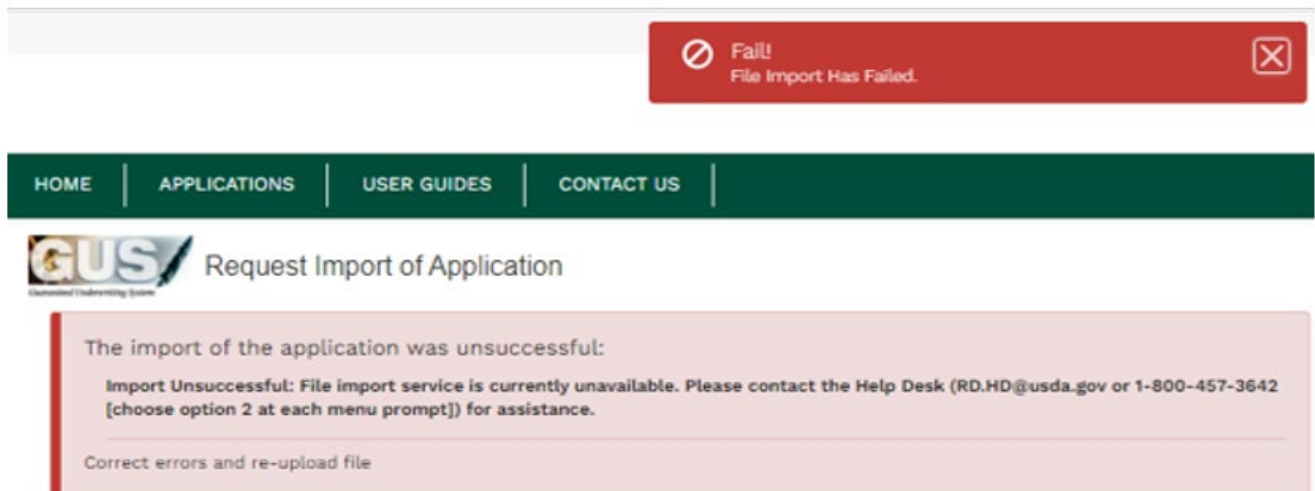 Fail!
File Import Has Failed.
HOME
APPLICATIONS
USER GUIDES
CONTACT US
GUS
Guaranteed Underwriting System
Request Import of Application
The import of the application was unsuccessful:
Import Unsuccessful: File import service is currently unavailable. Please contact the Help Desk (RD.HD@usda.gov or 1-800-457-3642
[choose option 2 at each menu prompt]) for assistance.
Correct errors and re-upload file